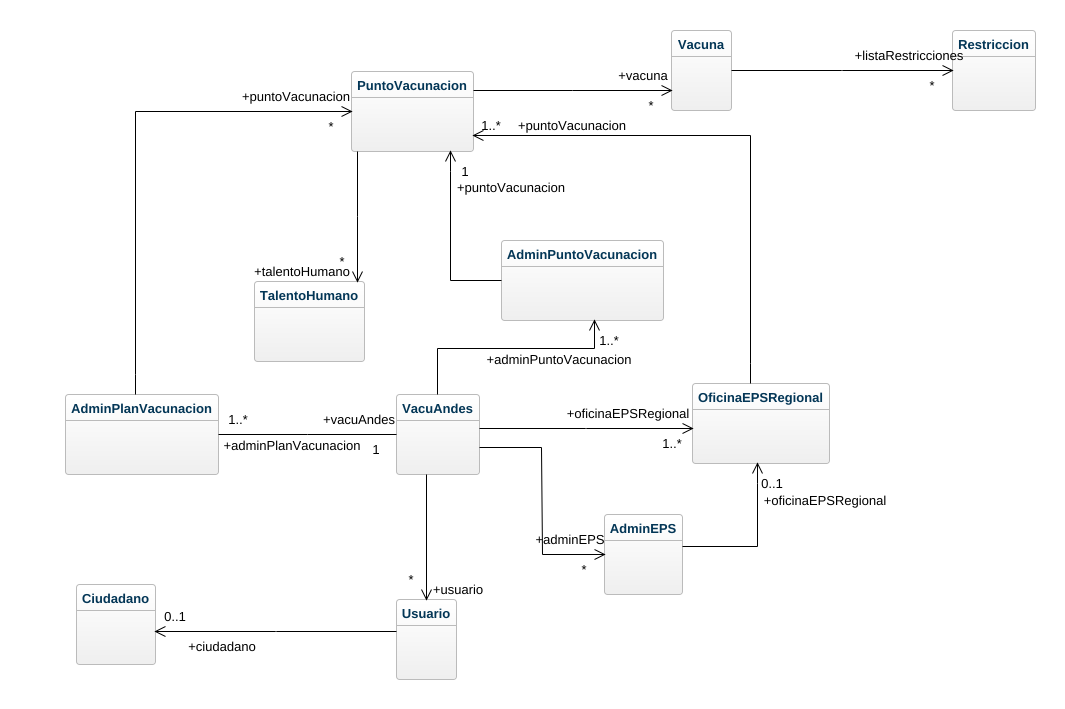 Vacuna
Restriccion
+listaRestricciones
*
PuntoVacunacion
+vacuna
*
+puntoVacunacion
*
1..*
+puntoVacunacion
1
+puntoVacunacion
AdminPuntoVacunacion
*
+talentoHumano
TalentoHumano
1..*
+adminPuntoVacunacion
AdminPlanVacunacion
1..*
+vacuAndes
+adminPlanVacunacion
1
VacuAndes
+oficinaEPSRegional
1..*
OficinaEPSRegional
0..1
+oficinaEPSRegional
AdminEPS
+adminEPS
*
*
+usuario
Usuario
Ciudadano
0..1
+ciudadano